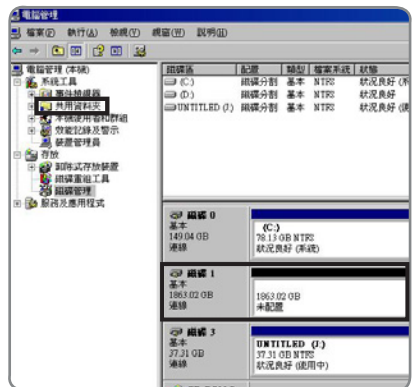 電腦管理
檔案(F) 執行(A) 檢視(V) 視窗(W) 說明(H)
電腦管理 (本機)
系統工具
事件檢視器
共用資料夾
本機使用者和群組
效能記錄及警示
裝置管理員
存放
卸除式存放裝置
磁碟重組工具
磁碟管理
服務及應用程式
磁碟區 配置 類型 檔案系統 狀態
(C:) 磁碟分割 基本 NTFS 狀況良好 (系
(D:) 磁碟分割 基本 NTFS 狀況良好
UNTITLED (J:) 磁碟分割 基本 NTFS 狀況良好 (使
磁碟 0
基本
149.04 GB
連線
(C:)
78.13 GB NTFS
狀況良好 (系統)
磁碟 1
基本
1863.02 GB
連線
1863.02 GB
未配置
磁碟 3
基本
37.31 GB
連線
UNTITLED (J:)
37.31 GB NTFS
狀況良好 (使用中)